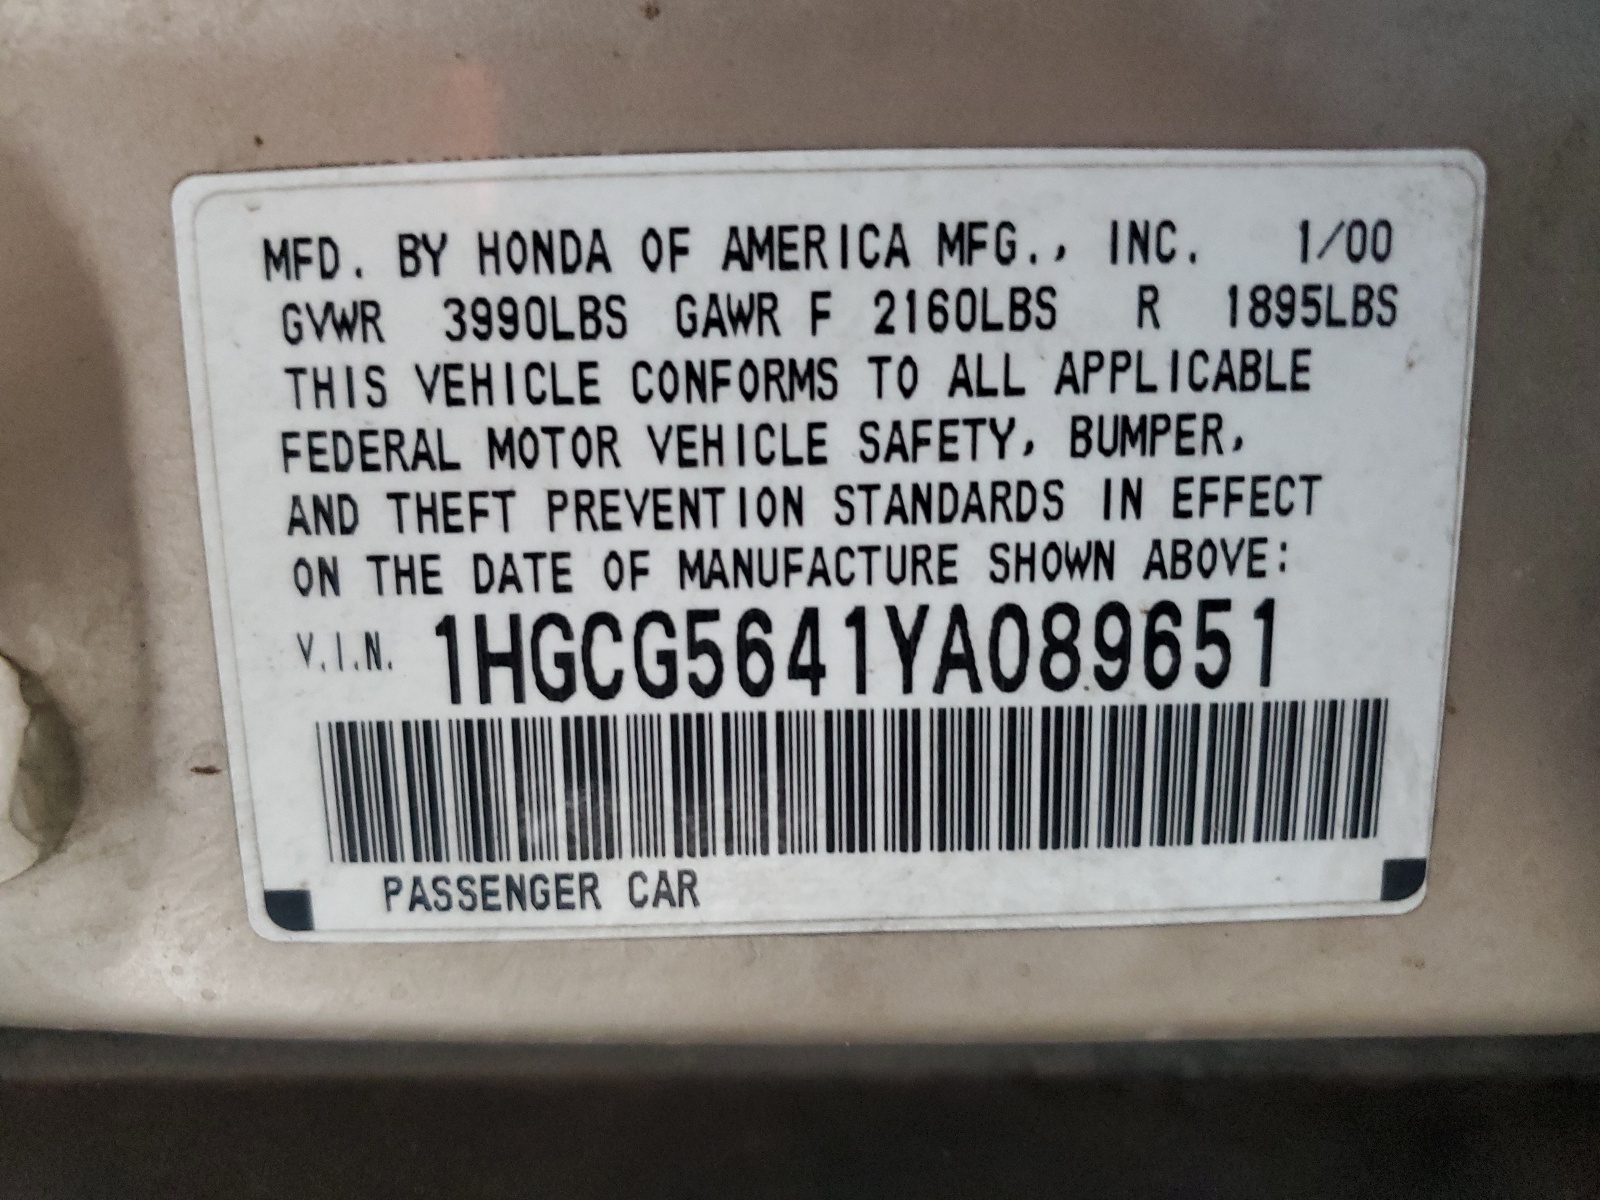 MFD. BY HONDA OF AMERICA MFG., INC. 1/00
GVWR 3990LBS GAWR F 2160LBS R 1895LBS
THIS VEHICLE CONFORMS TO ALL APPLICABLE
FEDERAL MOTOR VEHICLE SAFETY, BUMPER,
AND THEFT PREVENTION STANDARDS IN EFFECT
ON THE DATE OF MANUFACTURE SHOWN ABOVE:
V.I.N. 1HGCG5641YA089651
PASSENGER CAR